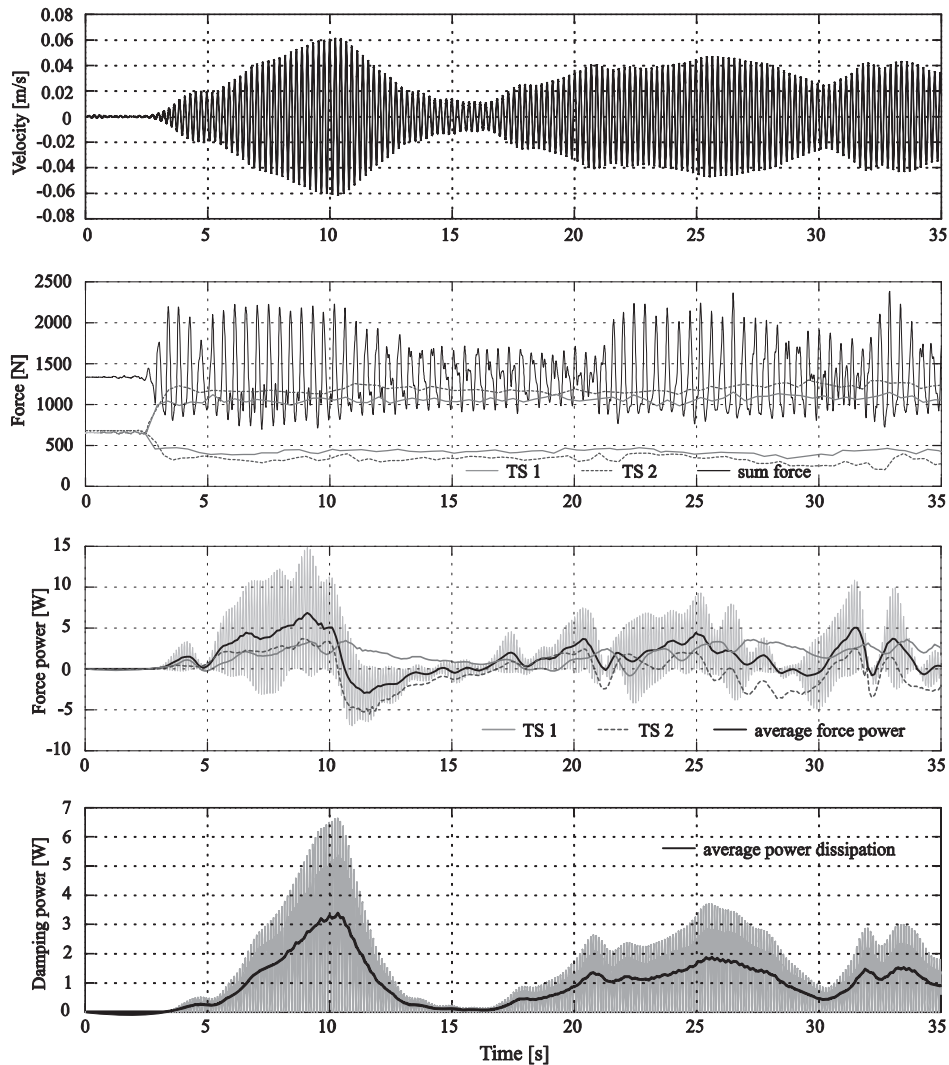 0.08
0.06
0.04
0.02
0
-0.02
-0.04
-0.06
-0.08
Velocity [m/s]
0 5 10 15 20 25 30 35
2500
2000
1500
1000
500
0
Force [N]
TS 1 TS 2 sum force
0 5 10 15 20 25 30 35
15
10
5
0
-5
-10
Force power [W]
TS 1 TS 2 average force power
0 5 10 15 20 25 30 35
7
6
5
4
3
2
1
0
Damping power [W]
average power dissipation
0 5 10 15 20 25 30 35
Time [s]